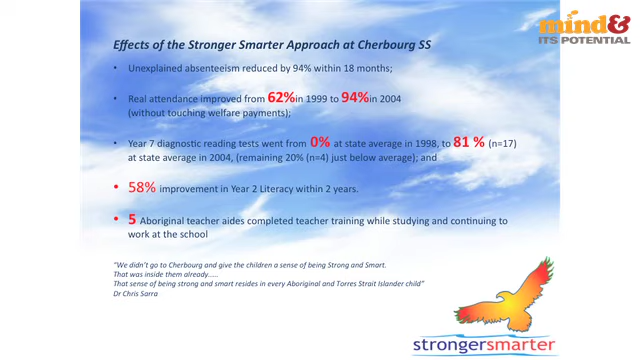 mind&
ITS POTENTIAL
Effects of the Stronger Smarter Approach at Cherbourg SS
• Unexplained absenteeism reduced by 94% within 18 months;
• Real attendance improved from 62%in 1999 to 94%in 2004
(without touching welfare payments);
• Year 7 diagnostic reading tests went from 0% at state average in 1998, to 81 % (n=17)
at state average in 2004, (remaining 20% (n=4) just below average); and
• 58% improvement in Year 2 Literacy within 2 years.
• 5 Aboriginal teacher aides completed teacher training while studying and continuing to
work at the school
"We didn't go to Cherbourg and give the children a sense of being Strong and Smart.
That was inside them already……
That sense of being strong and smart resides in every Aboriginal and Torres Strait Islander child"
Dr Chris Sarra
strongersmarter